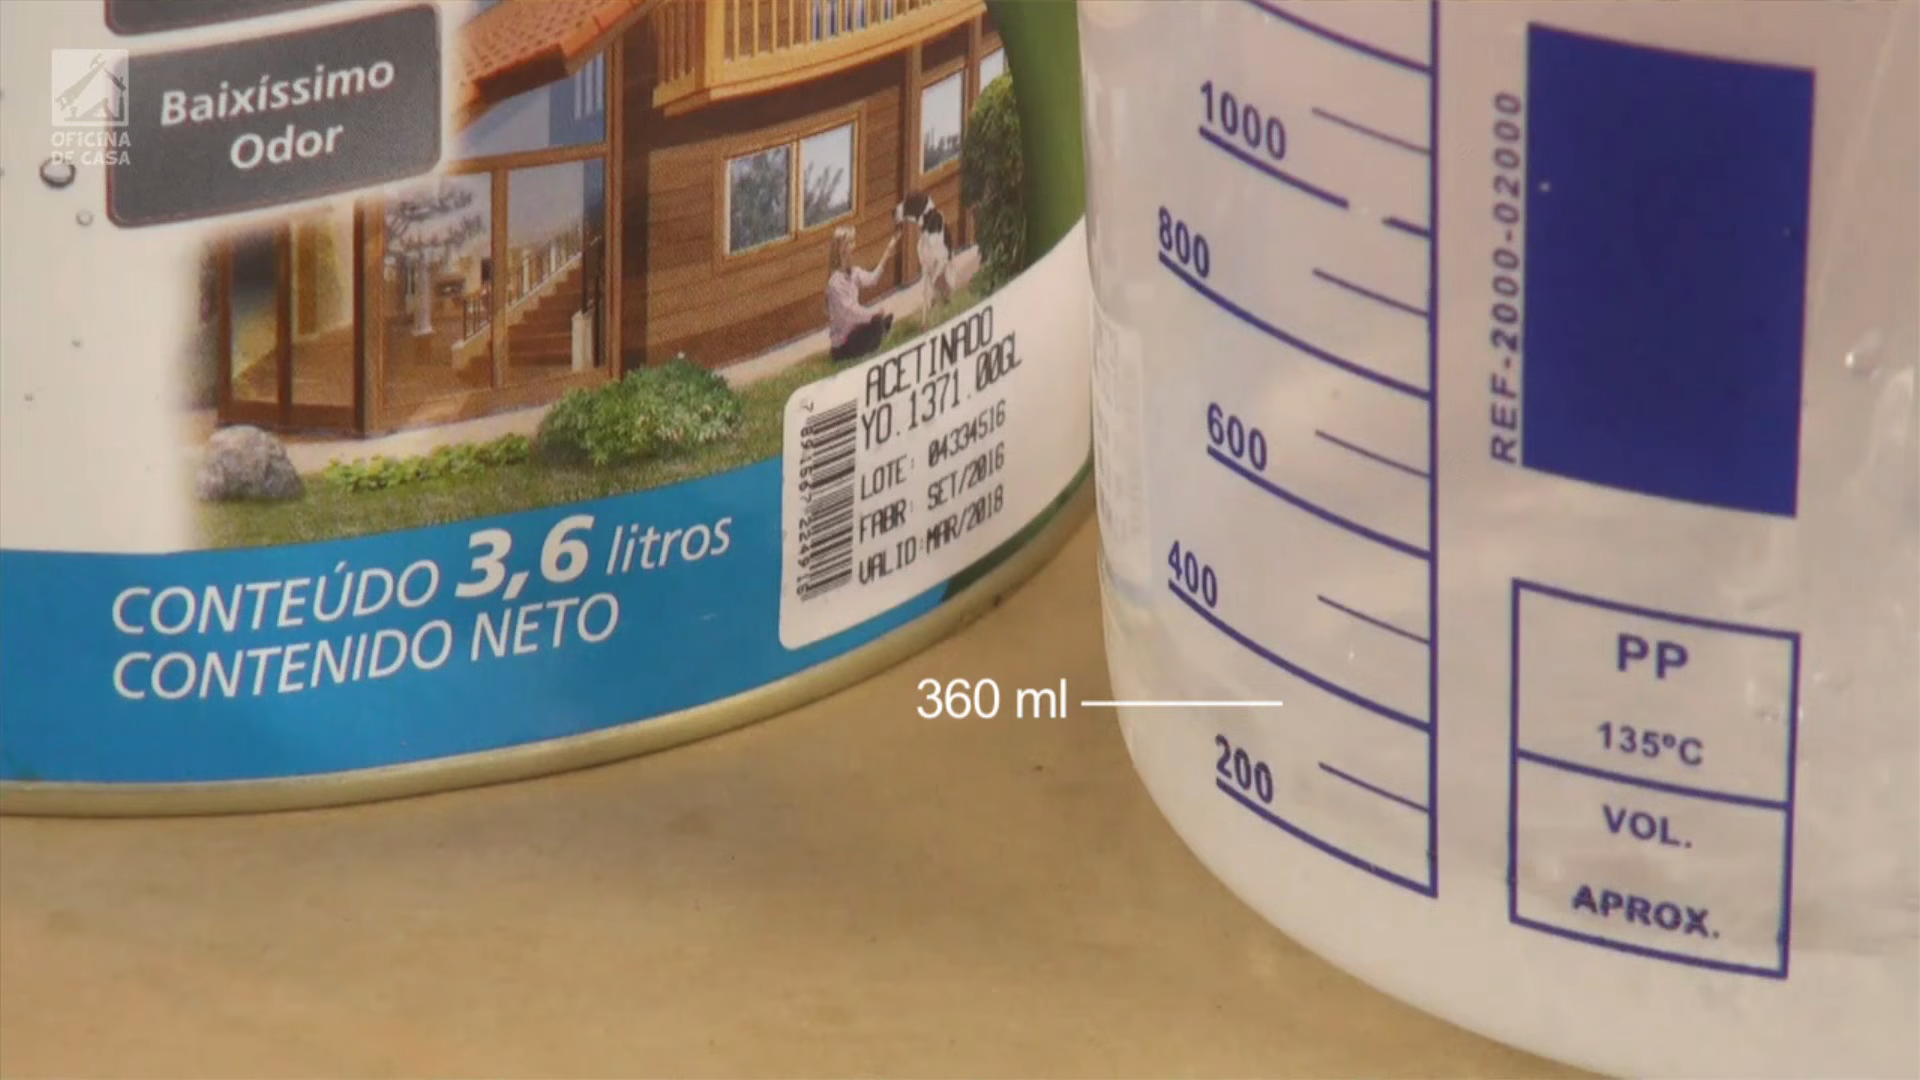 OFICINA
DE CASA
Baixíssimo
Odor
ACETINADO
YO.1371.00GL
LOTE: 04334516
FABR: SET/2016
VALID:MAR/2018
CONTEÚDO 3,6 litros
CONTENIDO NETO
360 ml
1000
800
600
400
200
REF-2000-02000
PP
135ºC
VOL.
APROX.